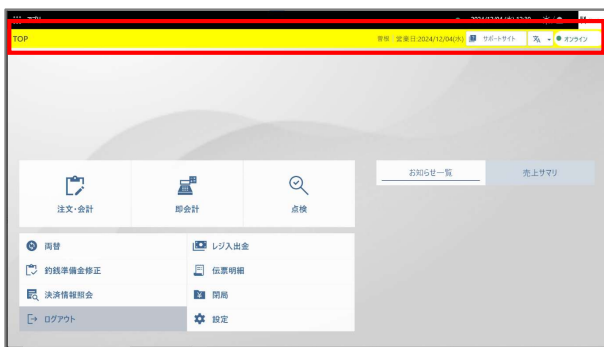 TOP
営業日:2024/12/04(水) サポートサイト オンライン
お知らせ一覧 売上サマリ
注文・会計 即会計 点検
両替 レジ入出金
釣銭準備金修正 伝票明細
決済情報照会 閉局
ログアウト 設定